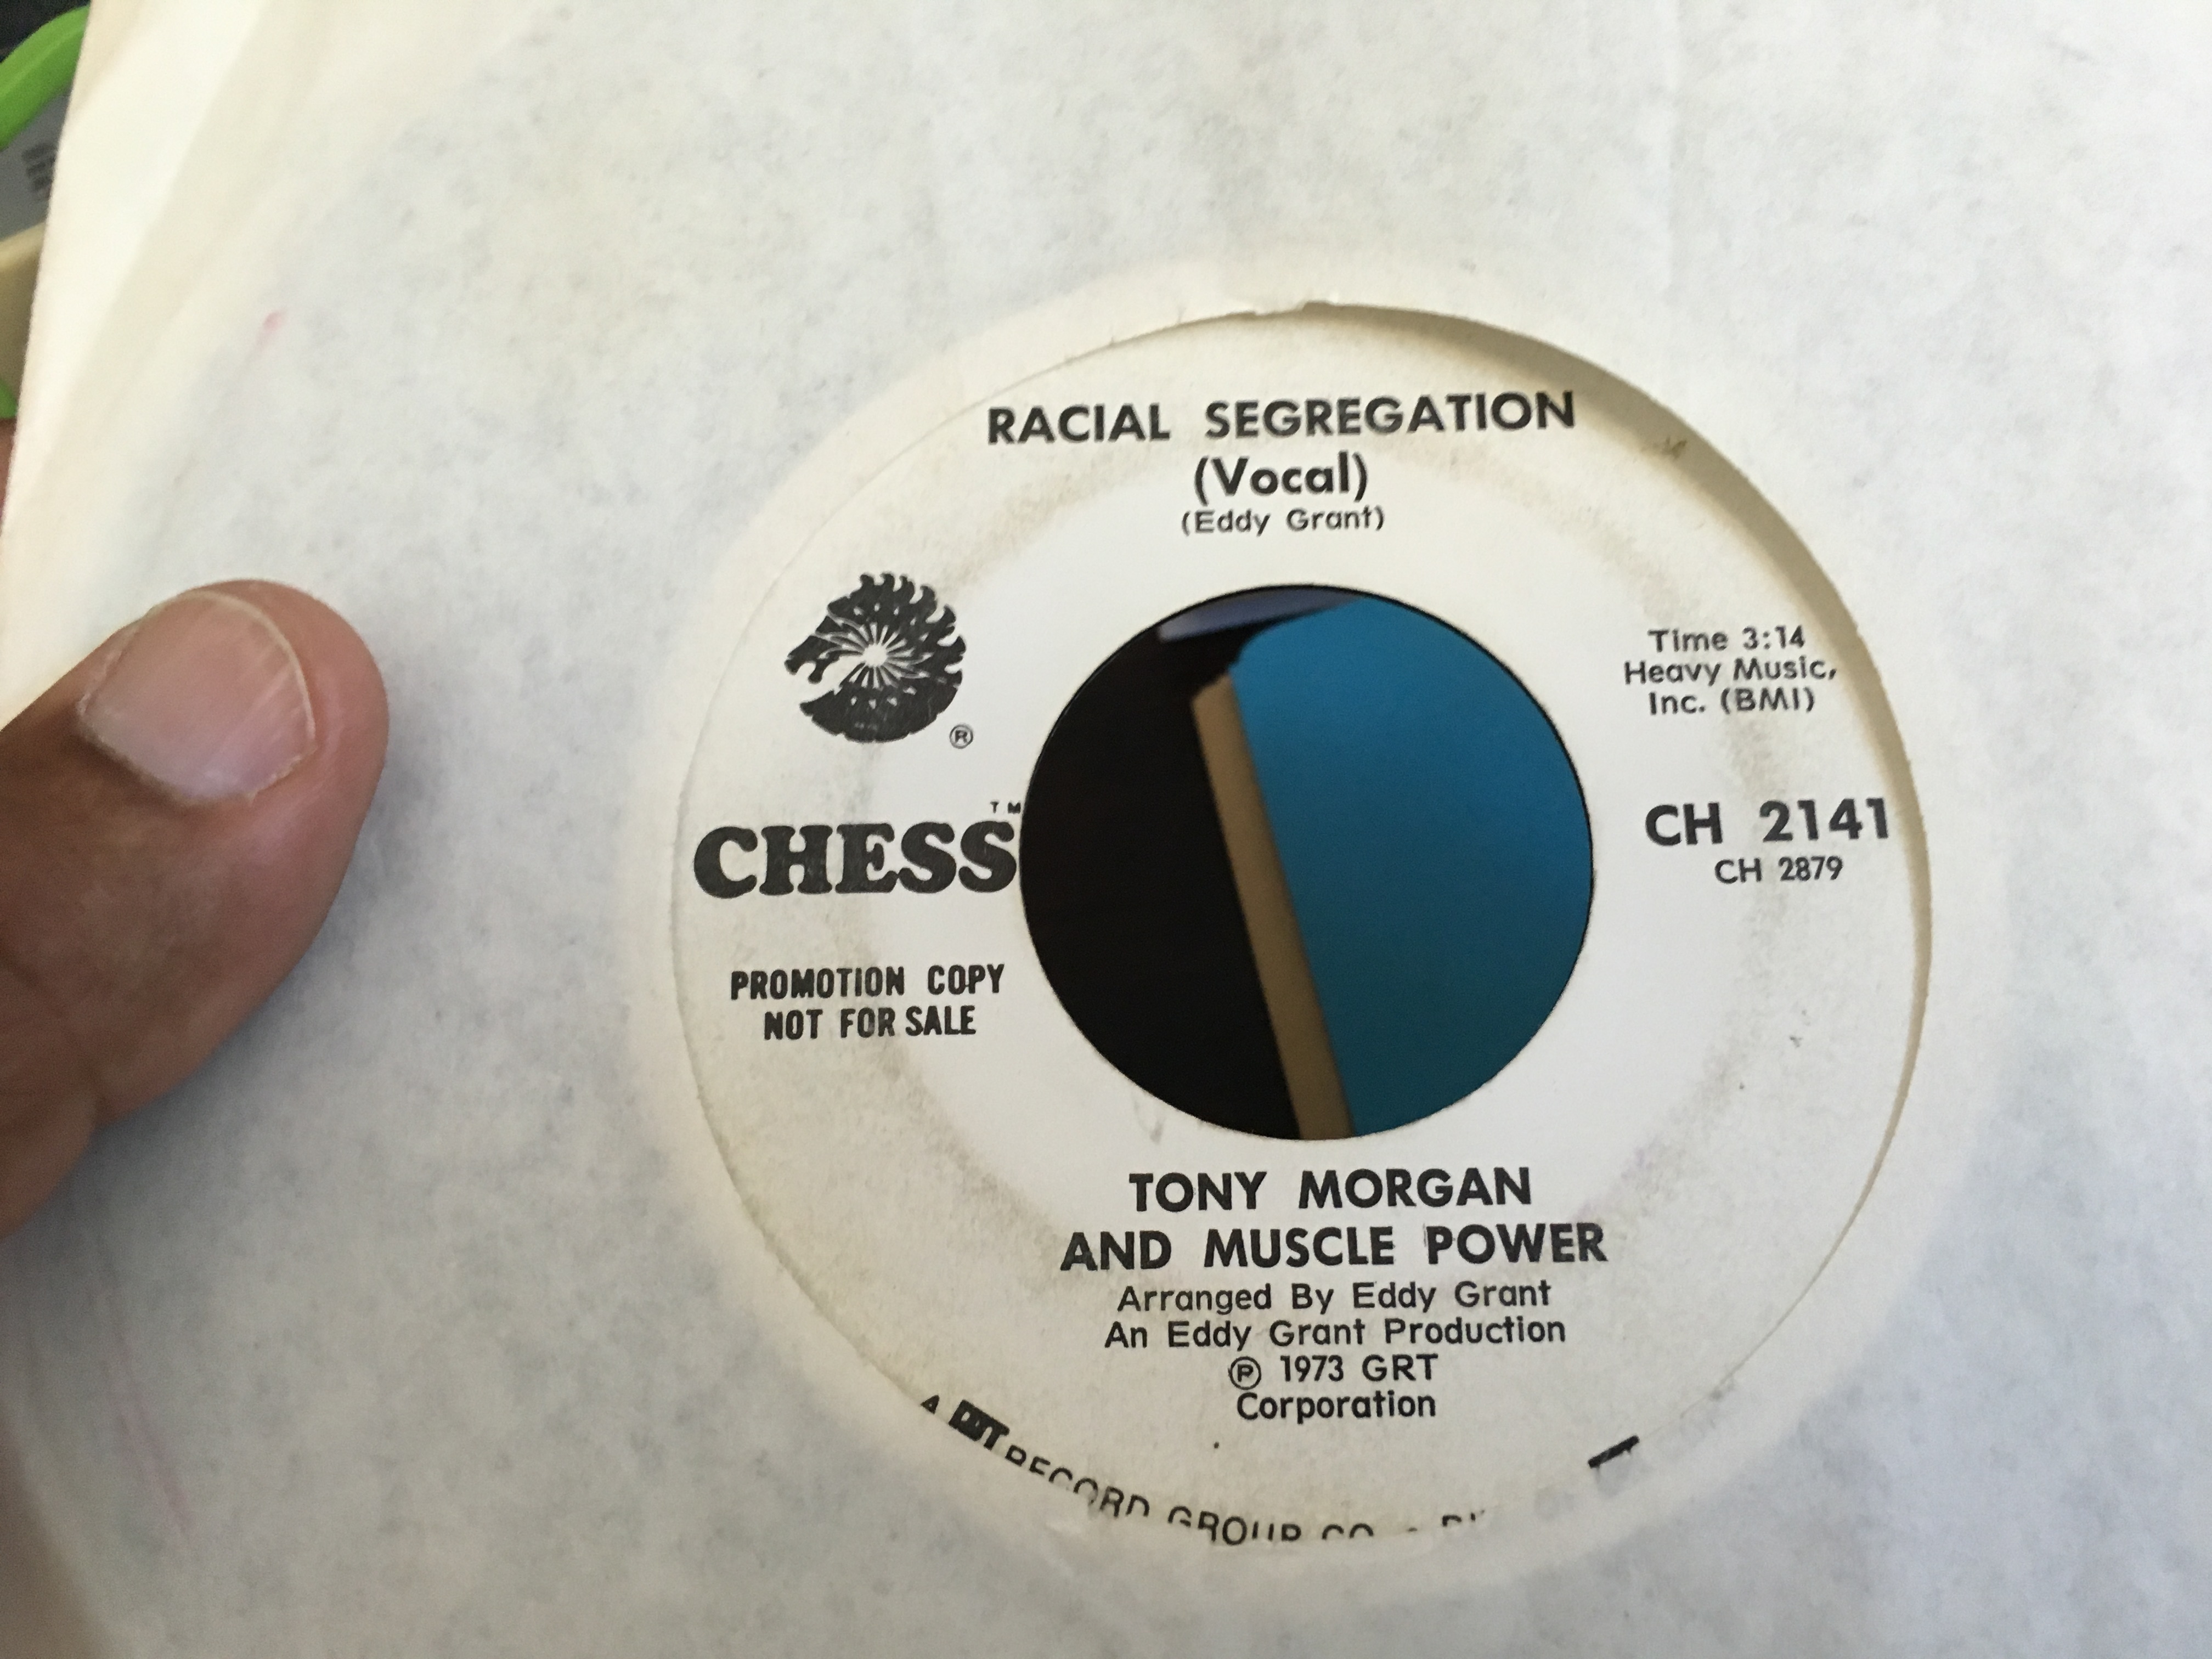 RACIAL SEGREGATION
(Vocal)
(Eddy Grant)
®
Time 3:14
Heavy Music,
Inc. (BMI)
CHESS™
CH 2141
CH 2879
PROMOTION COPY
NOT FOR SALE
TONY MORGAN
AND MUSCLE POWER
Arranged By Eddy Grant
An Eddy Grant Production
℗ 1973 GRT
Corporation
A RECORD GROUP CO.